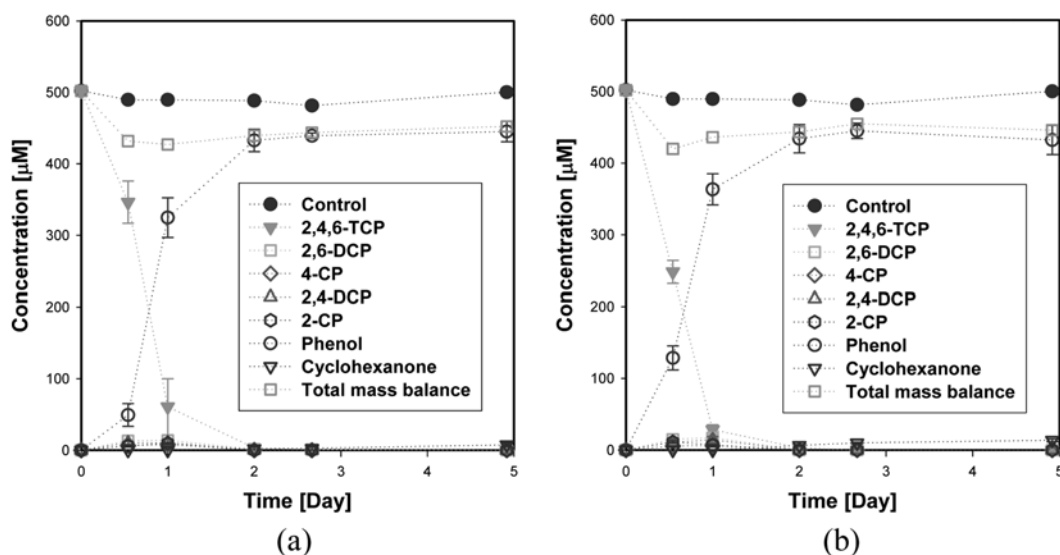 600
500
400
300
200
100
0
Concentration [µM]
Control
2,4,6-TCP
2,6-DCP
4-CP
2,4-DCP
2-CP
Phenol
Cyclohexanone
Total mass balance
0 1 2 3 4 5
Time [Day]
(a)
600
500
400
300
200
100
0
Concentration [µM]
Control
2,4,6-TCP
2,6-DCP
4-CP
2,4-DCP
2-CP
Phenol
Cyclohexanone
Total mass balance
0 1 2 3 4 5
Time [Day]
(b)